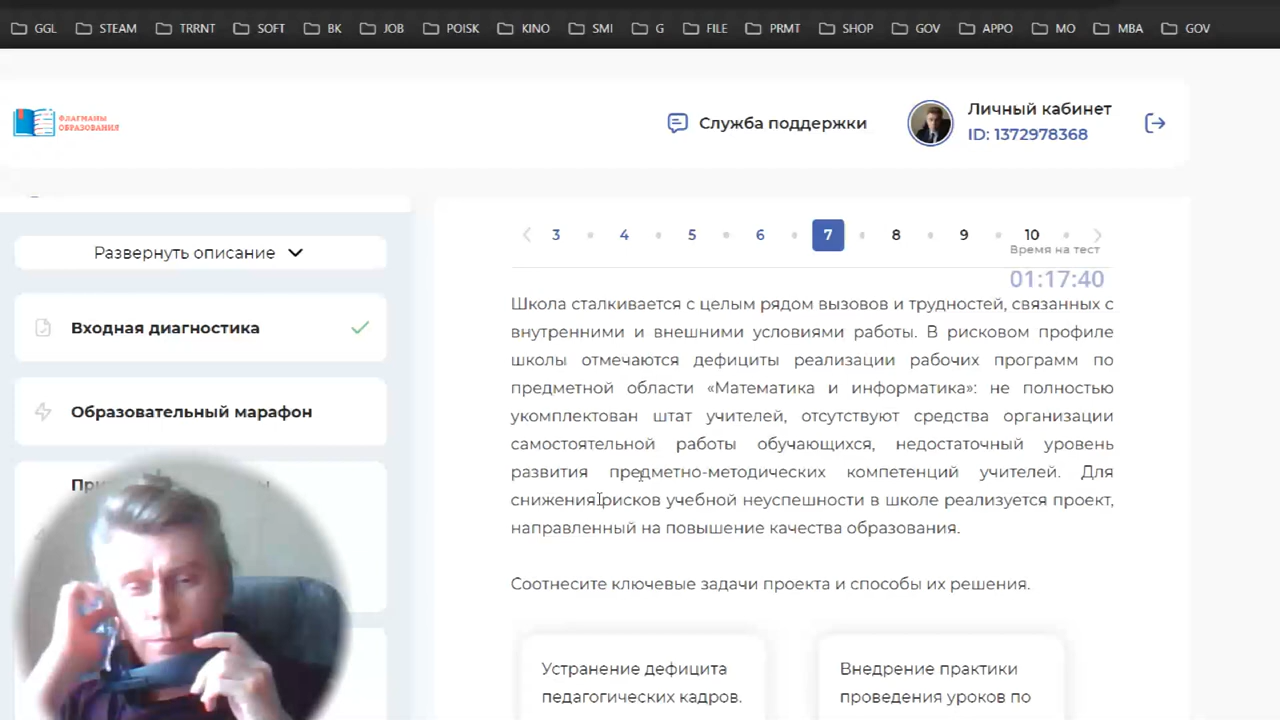 GGL STEAM TRRNT SOFT BK JOB POISK KINO SMI G FILE PRMT SHOP GOV APPO MO MBA GOV
ФЛАГМАНЫ
ОБРАЗОВАНИЯ
Служба поддержки
Личный кабинет
ID: 1372978368
Развернуть описание
Входная диагностика
Образовательный марафон
3 4 5 6 7 8 9 10
Время на тест
01:17:40
Школа сталкивается с целым рядом вызовов и трудностей, связанных с
внутренними и внешними условиями работы. В рисковом профиле
школы отмечаются дефициты реализации рабочих программ по
предметной области «Математика и информатика»: не полностью
укомплектован штат учителей, отсутствуют средства организации
самостоятельной работы обучающихся, недостаточный уровень
развития предметно-методических компетенций учителей. Для
снижения рисков учебной неуспешности в школе реализуется проект,
направленный на повышение качества образования.
Соотнесите ключевые задачи проекта и способы их решения.
Устранение дефицита
педагогических кадров.
Внедрение практики
проведения уроков по